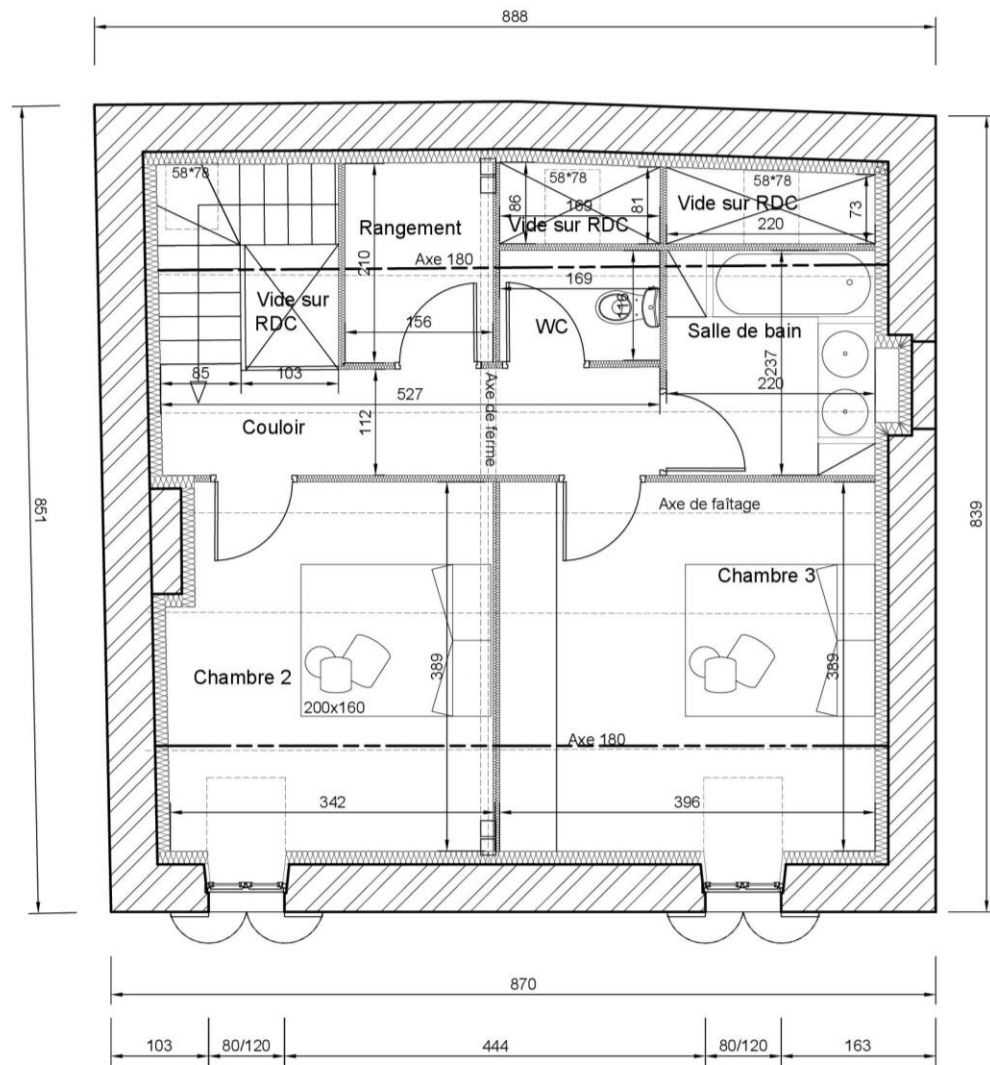 888
58*78
58*78
58*78
86
169
81
Vide sur RDC
Vide sur RDC
220
73
Rangement
210
Axe 180
169
Vide sur
RDC
156
WC
116
Salle de bain
2237
220
85
103
527
Axe de ferme
112
Couloir
851
839
Axe de faîtage
Chambre 3
Chambre 2
389
389
200x160
Axe 180
342
396
870
103
80/120
444
80/120
163